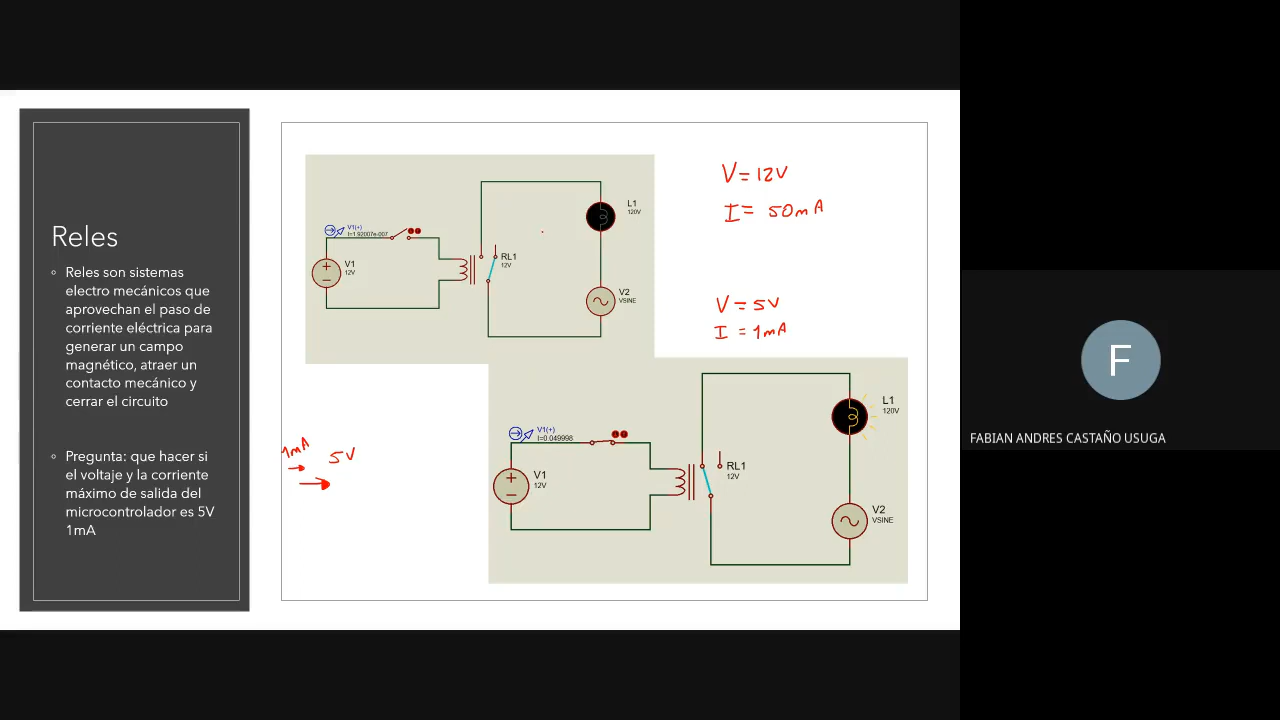 Reles
Reles son sistemas
electro mecánicos que
aprovechan el paso de
corriente eléctrica para
generar un campo
magnético, atraer un
contacto mecánico y
cerrar el circuito
Pregunta: que hacer si
el voltaje y la corriente
máximo de salida del
microcontrolador es 5V
1mA
V1(+)
I=1.92007e-007
V1
12V
RL1
12V
L1
120V
V2
VSINE
V = 12V
I = 50mA
V = 5V
I = 1mA
1mA
5V
V1(+)
I=0.049998
V1
12V
RL1
12V
L1
120V
V2
VSINE
F
FABIAN ANDRES CASTAÑO USUGA